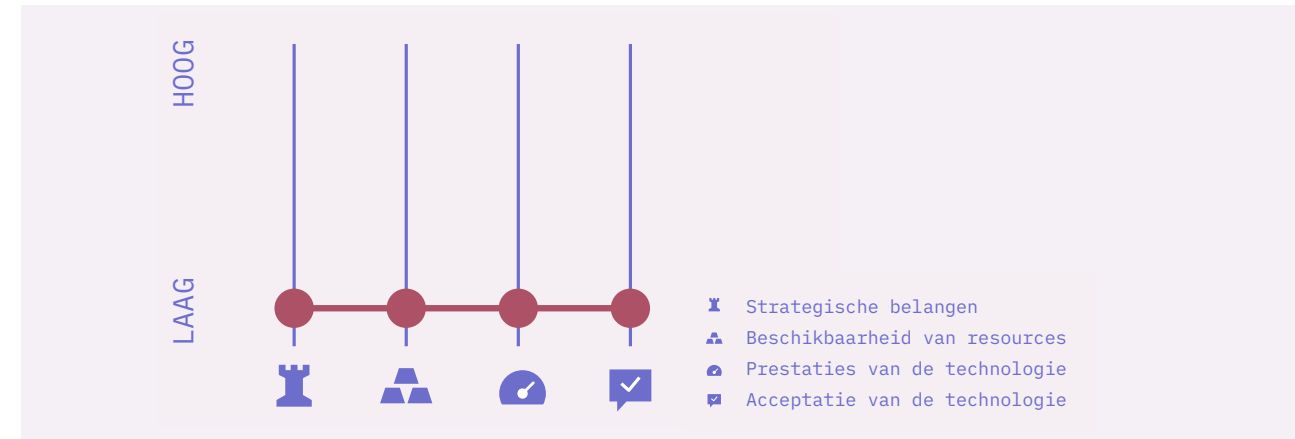 HOOG
LAAG
Strategische belangen
Beschikbaarheid van resources
Prestaties van de technologie
Acceptatie van de technologie